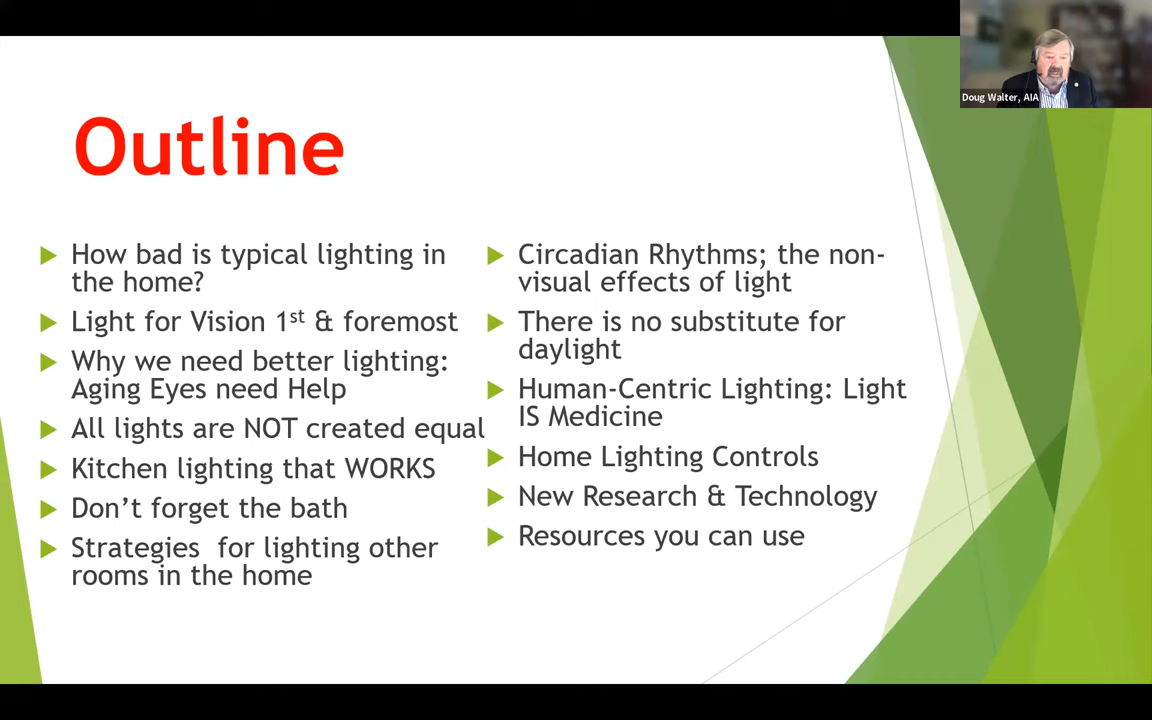 Outline
How bad is typical lighting in
the home?
Light for Vision 1st & foremost
Why we need better lighting:
Aging Eyes need Help
All lights are NOT created equal
Kitchen lighting that WORKS
Don’t forget the bath
Strategies  for lighting other
rooms in the home
Circadian Rhythms; the non-
visual effects of light
There is no substitute for
daylight
Human-Centric Lighting: Light
IS Medicine
Home Lighting Controls
New Research & Technology
Resources you can use
Doug Walter, AIA